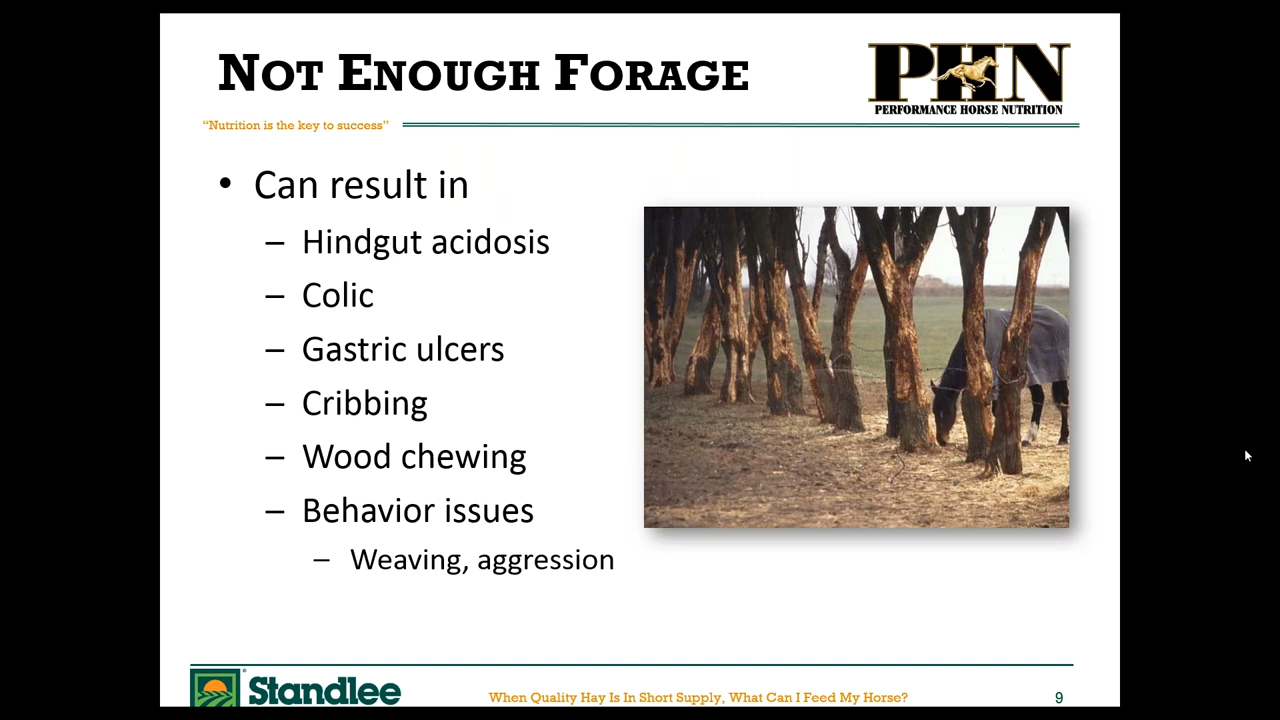 NOT ENOUGH FORAGE
PHN
PERFORMANCE HORSE NUTRITION
“Nutrition is the key to success”
• Can result in
– Hindgut acidosis
– Colic
– Gastric ulcers
– Cribbing
– Wood chewing
– Behavior issues
– Weaving, aggression
Standlee
When Quality Hay Is In Short Supply, What Can I Feed My Horse?
9